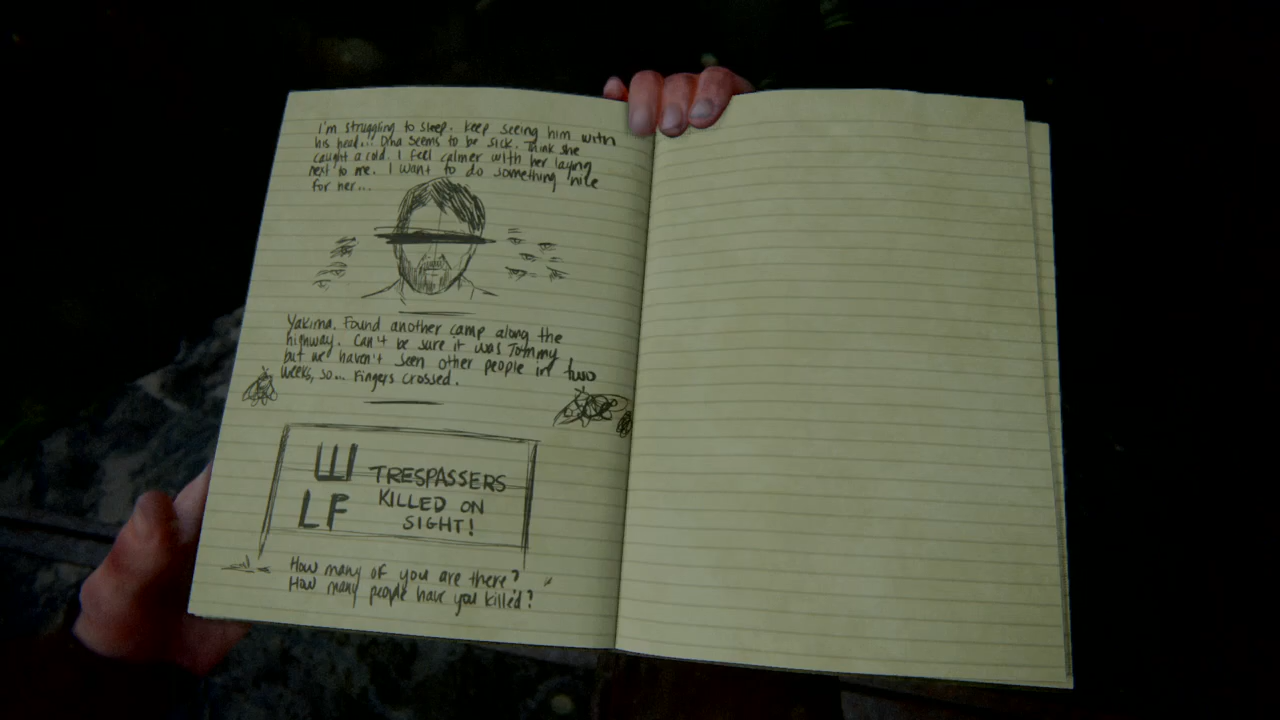 I'm struggling to sleep. Keep seeing him with
his head... Dina seems to be sick. Think she
caught a cold. I feel calmer with her laying
next to me. I want to do something nice
for her...
Yakima. Found another camp along the
highway. Can't be sure it was Tommy
but we haven't seen other people in two
weeks, so... Fingers crossed.
W
LF
TRESPASSERS
KILLED ON
SIGHT!
How many of you are there?
How many people have you killed?